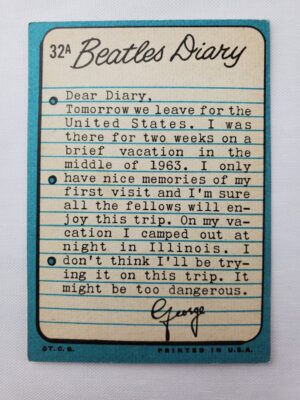 32A Beatles Diary
Dear Diary,
Tomorrow we leave for the
United States. I was
there for two weeks on a
brief vacation in the
middle of 1963. I only
have nice memories of my
first visit and I'm sure
all the fellows will en-
joy this trip. On my va-
cation I camped out at
night in Illinois. I
don't think I'll be try-
ing it on this trip. It
might be too dangerous.
George
©T.C.G.
PRINTED IN U.S.A.